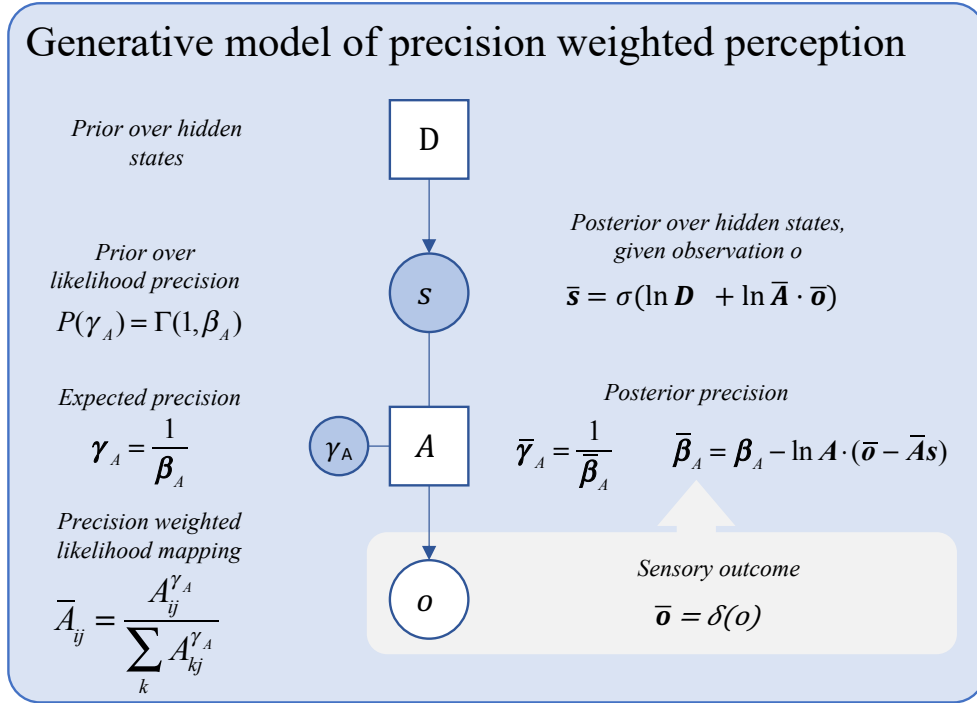 Generative model of precision weighted perception
Prior over hidden
states
D
Prior over
likelihood precision
P(γ_A) = Γ(1, β_A)
s
Posterior over hidden states,
given observation o
s̄ = σ(ln D + ln Ā · ō)
Expected precision
γ_A = 1/β_A
γ_A
A
Posterior precision
γ̄_A = 1/β̄_A
β̄_A = β_A − ln A · (ō − Ās)
Precision weighted
likelihood mapping
Ā_ij = A_ij^γ_A / ∑_k A_kj^γ_A
o
Sensory outcome
ō = δ(o)